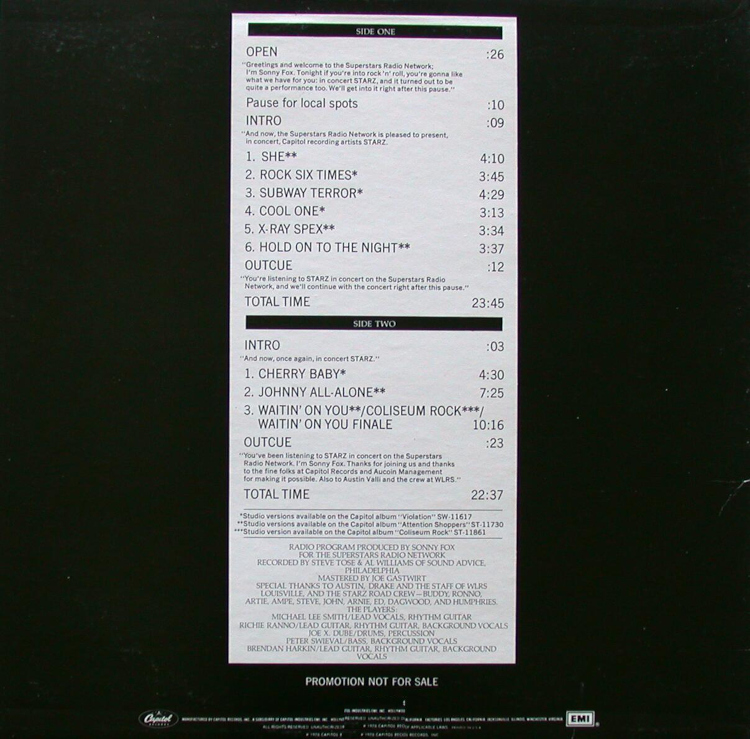 SIDE ONE
OPEN :26
"Greetings and welcome to the Superstars Radio Network;
I'm Sonny Fox. Tonight if you're into rock 'n' roll, you're gonna like
what we have for you: in concert STARZ, and it turned out to be
quite a performance too. We'll get into it right after this pause."
Pause for local spots :10
INTRO :09
"And now, the Superstars Radio Network is pleased to present,
in concert, Capitol recording artists STARZ.
1. SHE** 4:10
2. ROCK SIX TIMES* 3:45
3. SUBWAY TERROR* 4:29
4. COOL ONE* 3:13
5. X-RAY SPEX** 3:34
6. HOLD ON TO THE NIGHT** 3:37
OUTCUE :12
"You're listening to STARZ in concert on the Superstars Radio
Network, and we'll continue with the concert right after this pause."
TOTAL TIME 23:45
SIDE TWO
INTRO :03
"And now, once again, in concert STARZ."
1. CHERRY BABY* 4:30
2. JOHNNY ALL-ALONE** 7:25
3. WAITIN' ON YOU**/COLISEUM ROCK***/
WAITIN' ON YOU FINALE 10:16
OUTCUE :23
"You've been listening to STARZ in concert on the Superstars
Radio Network. I'm Sonny Fox. Thanks for joining us and thanks
to the fine folks at Capitol Records and Aucoin Management
for making it possible. Also to Austin Valli and the crew at WLRS."
TOTAL TIME 22:37
*Studio versions available on the Capitol album "Violation" SW-11617
**Studio versions available on the Capitol album "Attention Shoppers" ST-11730
***Studio version available on the Capitol album "Coliseum Rock" ST-11861
RADIO PROGRAM PRODUCED BY SONNY FOX
FOR THE SUPERSTARS RADIO NETWORK
RECORDED BY STEVE TOSE & AL WILLIAMS OF SOUND ADVICE,
PHILADELPHIA
MASTERED BY JOE GASTWIRT
SPECIAL THANKS TO AUSTIN, DRAKE AND THE STAFF OF WLRS
LOUISVILLE, AND THE STARZ ROAD CREW—BUDDY, RONNO,
ARTIE, AMPE, STEVE, JOHN, ARNIE, ED, DAGWOOD, AND HUMPHRIES.
THE PLAYERS:
MICHAEL LEE SMITH/LEAD VOCALS, RHYTHM GUITAR
RICHIE RANNO/LEAD GUITAR, RHYTHM GUITAR, BACKGROUND VOCALS
JOE X. DUBE/DRUMS, PERCUSSION
PETER SWIEVAL/BASS, BACKGROUND VOCALS
BRENDAN HARKIN/LEAD GUITAR, RHYTHM GUITAR, BACKGROUND
VOCALS
PROMOTION NOT FOR SALE
Capitol
EMI